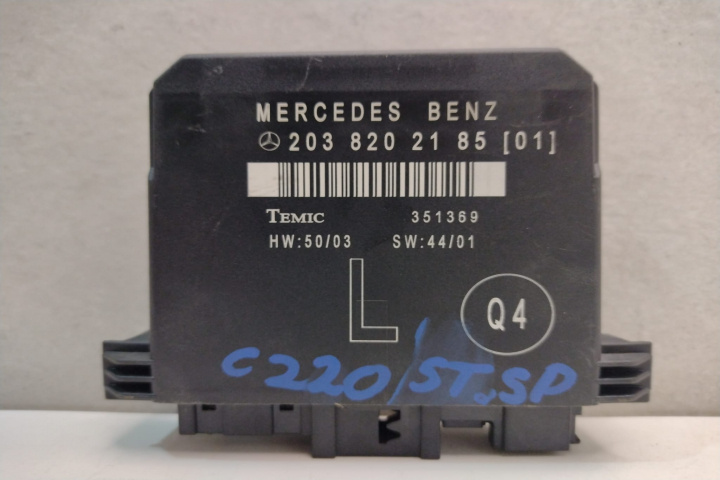 MERCEDES BENZ
203 820 21 85 [01]
TEMIC 351369
HW:50/03 SW:44/01
L
Q4
C220/ST.SP